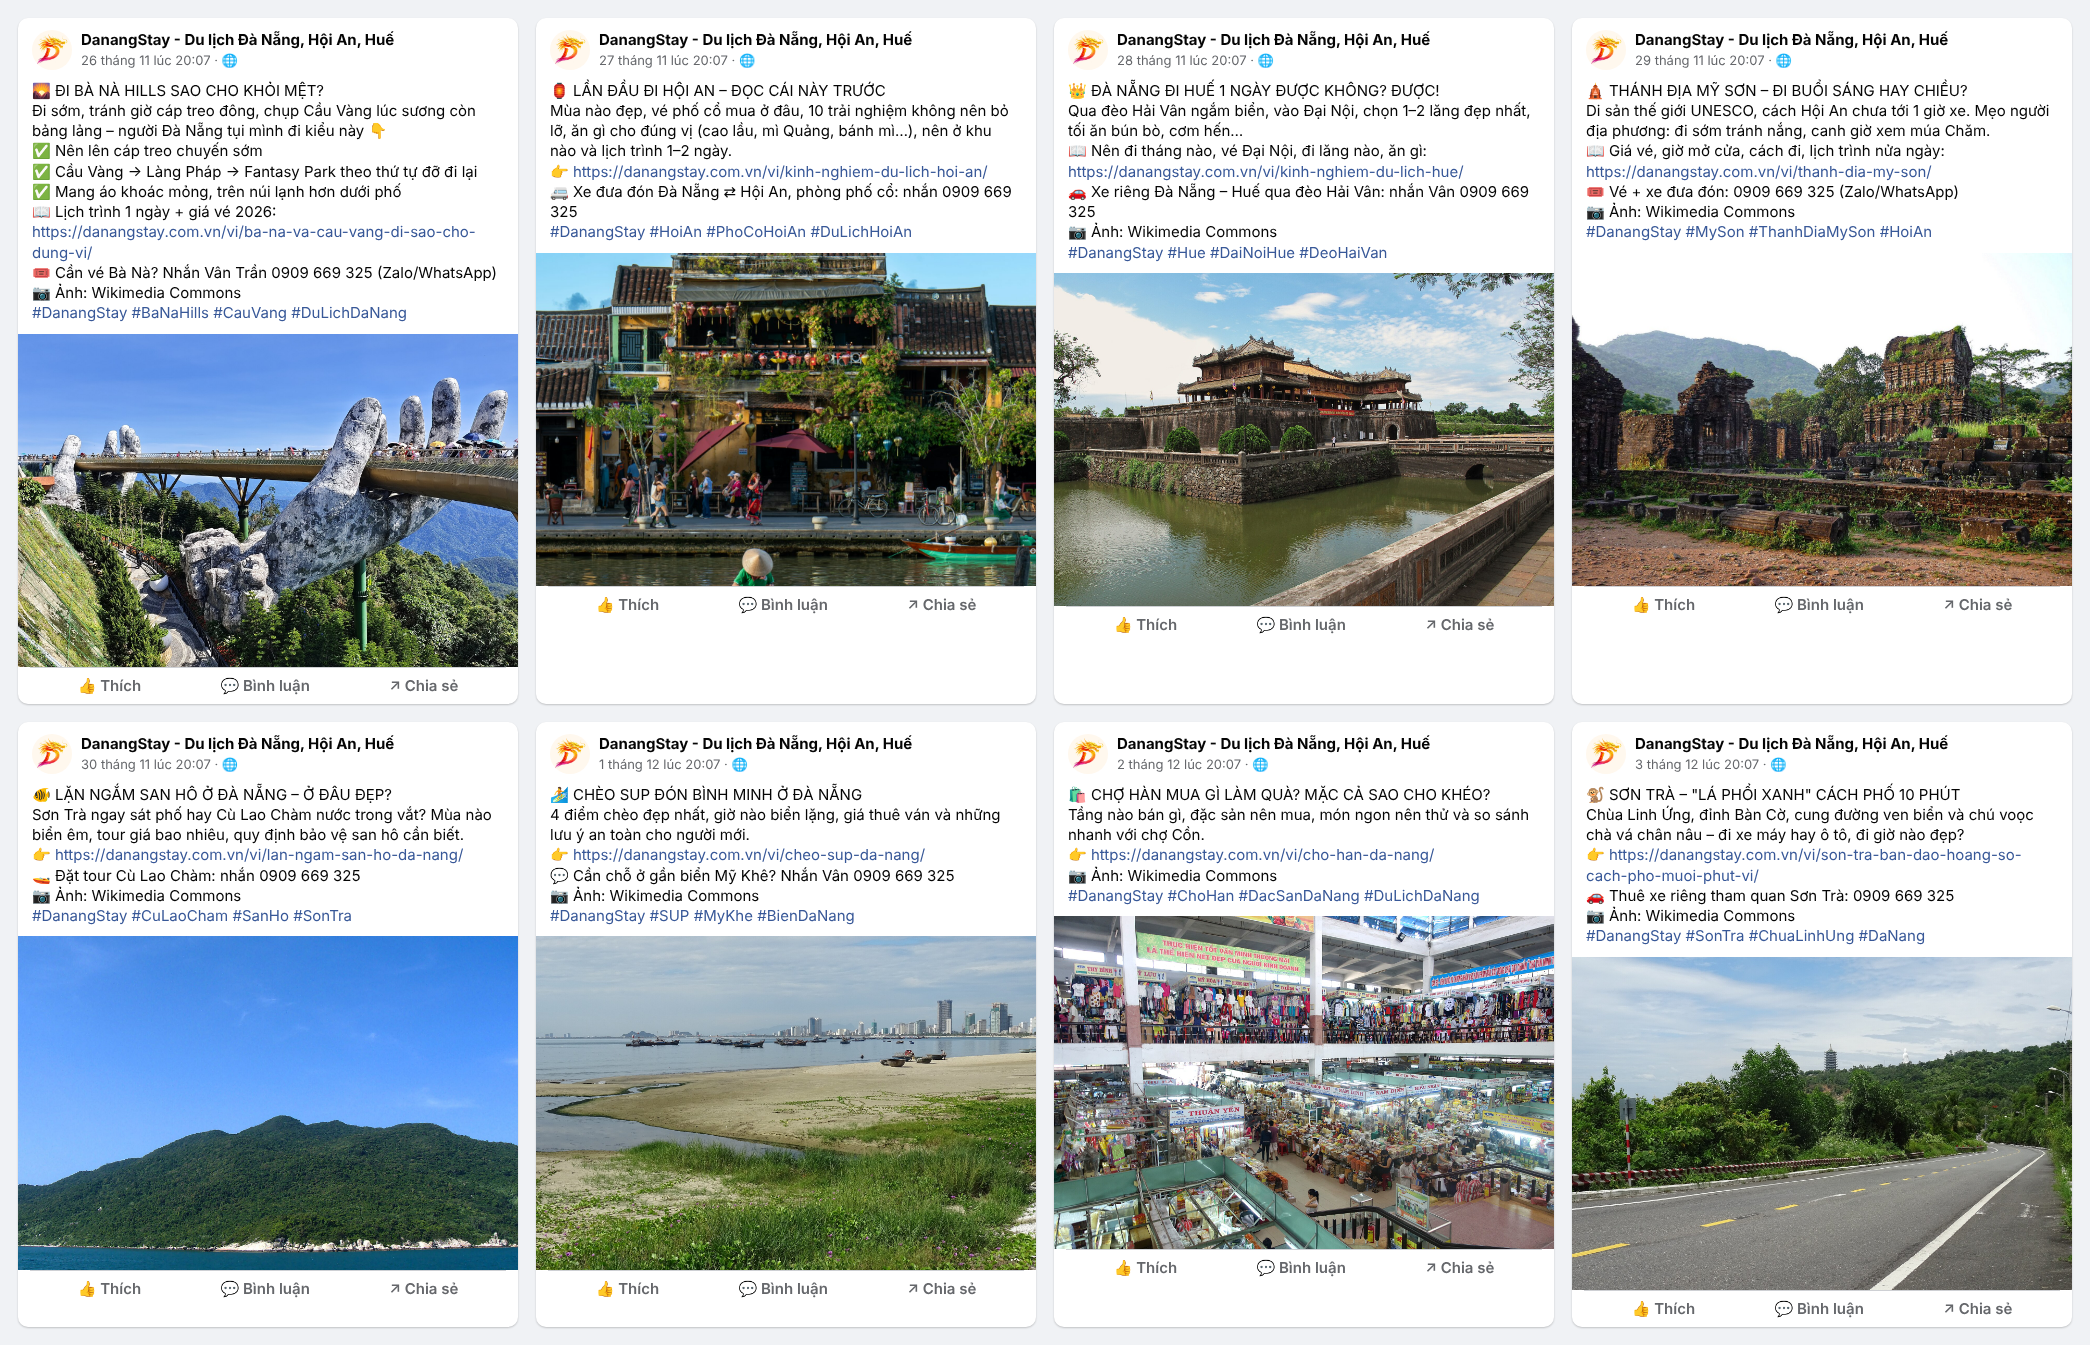 DanangStay - Du lịch Đà Nẵng, Hội An, Huế
26 tháng 11 lúc 20:07 · 🌐
🌄 ĐI BÀ NÀ HILLS SAO CHO KHỎI MỆT?
Đi sớm, tránh giờ cáp treo đông, chụp Cầu Vàng lúc sương còn
bảng lảng – người Đà Nẵng tụi mình đi kiểu này 👇
✅ Nên lên cáp treo chuyến sớm
✅ Cầu Vàng → Làng Pháp → Fantasy Park theo thứ tự đỡ đi lại
✅ Mang áo khoác mỏng, trên núi lạnh hơn dưới phố
📖 Lịch trình 1 ngày + giá vé 2026:
https://danangstay.com.vn/vi/ba-na-va-cau-vang-di-sao-cho-
dung-vi/
🎟️ Cần vé Bà Nà? Nhắn Vân Trần 0909 669 325 (Zalo/WhatsApp)
📷 Ảnh: Wikimedia Commons
#DanangStay #BaNaHills #CauVang #DuLichDaNang
👍 Thích
💬 Bình luận
↗ Chia sẻ
DanangStay - Du lịch Đà Nẵng, Hội An, Huế
27 tháng 11 lúc 20:07 · 🌐
🏮 LẦN ĐẦU ĐI HỘI AN – ĐỌC CÁI NÀY TRƯỚC
Mùa nào đẹp, vé phố cổ mua ở đâu, 10 trải nghiệm không nên bỏ
lỡ, ăn gì cho đúng vị (cao lầu, mì Quảng, bánh mì...), nên ở khu
nào và lịch trình 1–2 ngày.
👉 https://danangstay.com.vn/vi/kinh-nghiem-du-lich-hoi-an/
🚐 Xe đưa đón Đà Nẵng ⇄ Hội An, phòng phố cổ: nhắn 0909 669
325
#DanangStay #HoiAn #PhoCoHoiAn #DuLichHoiAn
👍 Thích
💬 Bình luận
↗ Chia sẻ
DanangStay - Du lịch Đà Nẵng, Hội An, Huế
28 tháng 11 lúc 20:07 · 🌐
👑 ĐÀ NẴNG ĐI HUẾ 1 NGÀY ĐƯỢC KHÔNG? ĐƯỢC!
Qua đèo Hải Vân ngắm biển, vào Đại Nội, chọn 1–2 lăng đẹp nhất,
tối ăn bún bò, cơm hến...
📖 Nên đi tháng nào, vé Đại Nội, đi lăng nào, ăn gì:
https://danangstay.com.vn/vi/kinh-nghiem-du-lich-hue/
🚗 Xe riêng Đà Nẵng – Huế qua đèo Hải Vân: nhắn Vân 0909 669
325
📷 Ảnh: Wikimedia Commons
#DanangStay #Hue #DaiNoiHue #DeoHaiVan
👍 Thích
💬 Bình luận
↗ Chia sẻ
DanangStay - Du lịch Đà Nẵng, Hội An, Huế
29 tháng 11 lúc 20:07 · 🌐
🛕 THÁNH ĐỊA MỸ SƠN – ĐI BUỔI SÁNG HAY CHIỀU?
Di sản thế giới UNESCO, cách Hội An chưa tới 1 giờ xe. Mẹo người
địa phương: đi sớm tránh nắng, canh giờ xem múa Chăm.
📖 Giá vé, giờ mở cửa, cách đi, lịch trình nửa ngày:
https://danangstay.com.vn/vi/thanh-dia-my-son/
🎟️ Vé + xe đưa đón: 0909 669 325 (Zalo/WhatsApp)
📷 Ảnh: Wikimedia Commons
#DanangStay #MySon #ThanhDiaMySon #HoiAn
👍 Thích
💬 Bình luận
↗ Chia sẻ
DanangStay - Du lịch Đà Nẵng, Hội An, Huế
30 tháng 11 lúc 20:07 · 🌐
🐠 LẶN NGẮM SAN HÔ Ở ĐÀ NẴNG – Ở ĐÂU ĐẸP?
Sơn Trà ngay sát phố hay Cù Lao Chàm nước trong vắt? Mùa nào
biển êm, tour giá bao nhiêu, quy định bảo vệ san hô cần biết.
👉 https://danangstay.com.vn/vi/lan-ngam-san-ho-da-nang/
🚤 Đặt tour Cù Lao Chàm: nhắn 0909 669 325
📷 Ảnh: Wikimedia Commons
#DanangStay #CuLaoCham #SanHo #SonTra
👍 Thích
💬 Bình luận
↗ Chia sẻ
DanangStay - Du lịch Đà Nẵng, Hội An, Huế
1 tháng 12 lúc 20:07 · 🌐
🏄 CHÈO SUP ĐÓN BÌNH MINH Ở ĐÀ NẴNG
4 điểm chèo đẹp nhất, giờ nào biển lặng, giá thuê ván và những
lưu ý an toàn cho người mới.
👉 https://danangstay.com.vn/vi/cheo-sup-da-nang/
💬 Cần chỗ ở gần biển Mỹ Khê? Nhắn Vân 0909 669 325
📷 Ảnh: Wikimedia Commons
#DanangStay #SUP #MyKhe #BienDaNang
👍 Thích
💬 Bình luận
↗ Chia sẻ
DanangStay - Du lịch Đà Nẵng, Hội An, Huế
2 tháng 12 lúc 20:07 · 🌐
🛍️ CHỢ HÀN MUA GÌ LÀM QUÀ? MẶC CẢ SAO CHO KHÉO?
Tầng nào bán gì, đặc sản nên mua, món ngon nên thử và so sánh
nhanh với chợ Cồn.
👉 https://danangstay.com.vn/vi/cho-han-da-nang/
📷 Ảnh: Wikimedia Commons
#DanangStay #ChoHan #DacSanDaNang #DuLichDaNang
THUẬN YẾN
👍 Thích
💬 Bình luận
↗ Chia sẻ
DanangStay - Du lịch Đà Nẵng, Hội An, Huế
3 tháng 12 lúc 20:07 · 🌐
🐒 SƠN TRÀ – "LÁ PHỔI XANH" CÁCH PHỐ 10 PHÚT
Chùa Linh Ứng, đỉnh Bàn Cờ, cung đường ven biển và chú voọc
chà vá chân nâu – đi xe máy hay ô tô, đi giờ nào đẹp?
👉 https://danangstay.com.vn/vi/son-tra-ban-dao-hoang-so-
cach-pho-muoi-phut-vi/
🚗 Thuê xe riêng tham quan Sơn Trà: 0909 669 325
📷 Ảnh: Wikimedia Commons
#DanangStay #SonTra #ChuaLinhUng #DaNang
👍 Thích
💬 Bình luận
↗ Chia sẻ